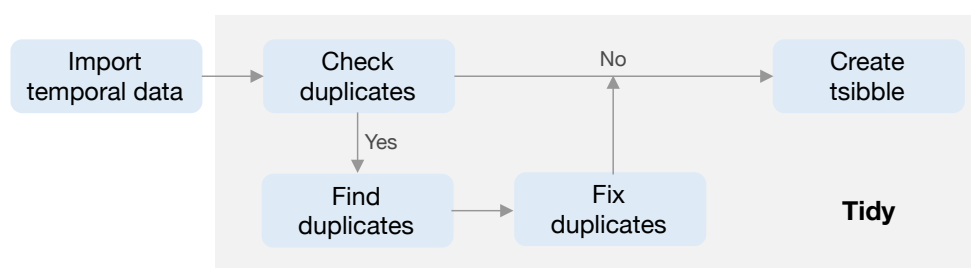 Import
temporal data
Check
duplicates
No
Create
tsibble
Yes
Find
duplicates
Fix
duplicates
Tidy